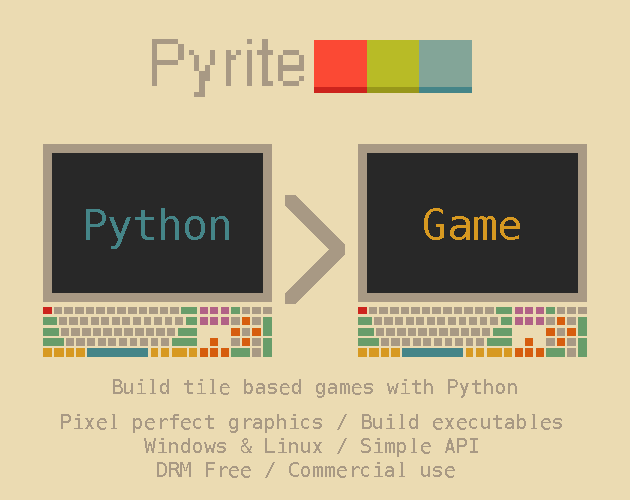 Pyrite
Python
Game
Build tile based games with Python
Pixel perfect graphics / Build executables
Windows & Linux / Simple API
DRM Free / Commercial use